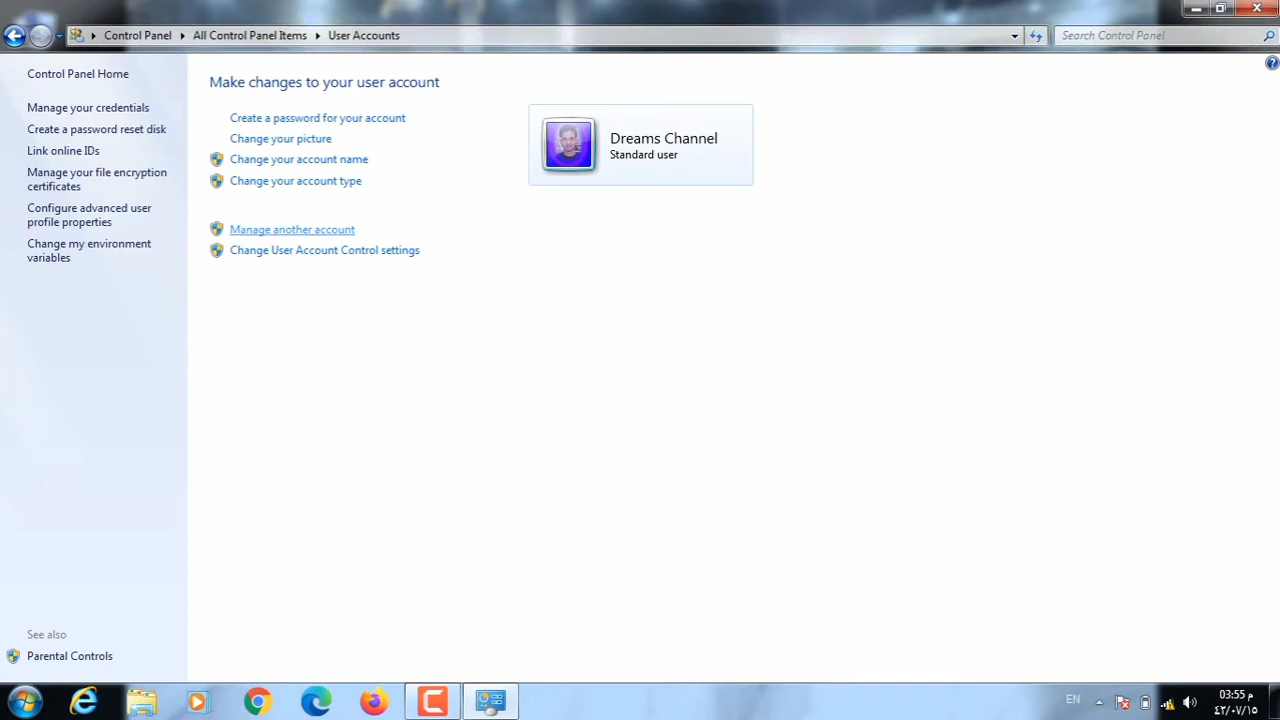 Control Panel ▸ All Control Panel Items ▸ User Accounts
Search Control Panel
Control Panel Home
Manage your credentials
Create a password reset disk
Link online IDs
Manage your file encryption
certificates
Configure advanced user
profile properties
Change my environment
variables
See also
Parental Controls
Make changes to your user account
Create a password for your account
Change your picture
Change your account name
Change your account type
Manage another account
Change User Account Control settings
Dreams Channel
Standard user
EN
03:55 م
٤٢/٠٧/١٥